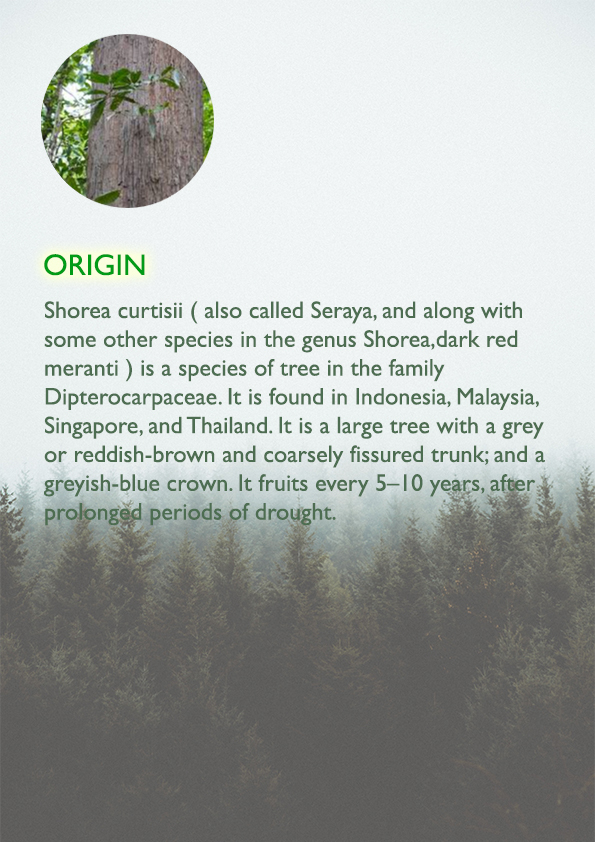 ORIGIN
Shorea curtisii ( also called Seraya, and along with
some other species in the genus Shorea,dark red
meranti ) is a species of tree in the family
Dipterocarpaceae. It is found in Indonesia, Malaysia,
Singapore, and Thailand. It is a large tree with a grey
or reddish-brown and coarsely fissured trunk; and a
greyish-blue crown. It fruits every 5–10 years, after
prolonged periods of drought.